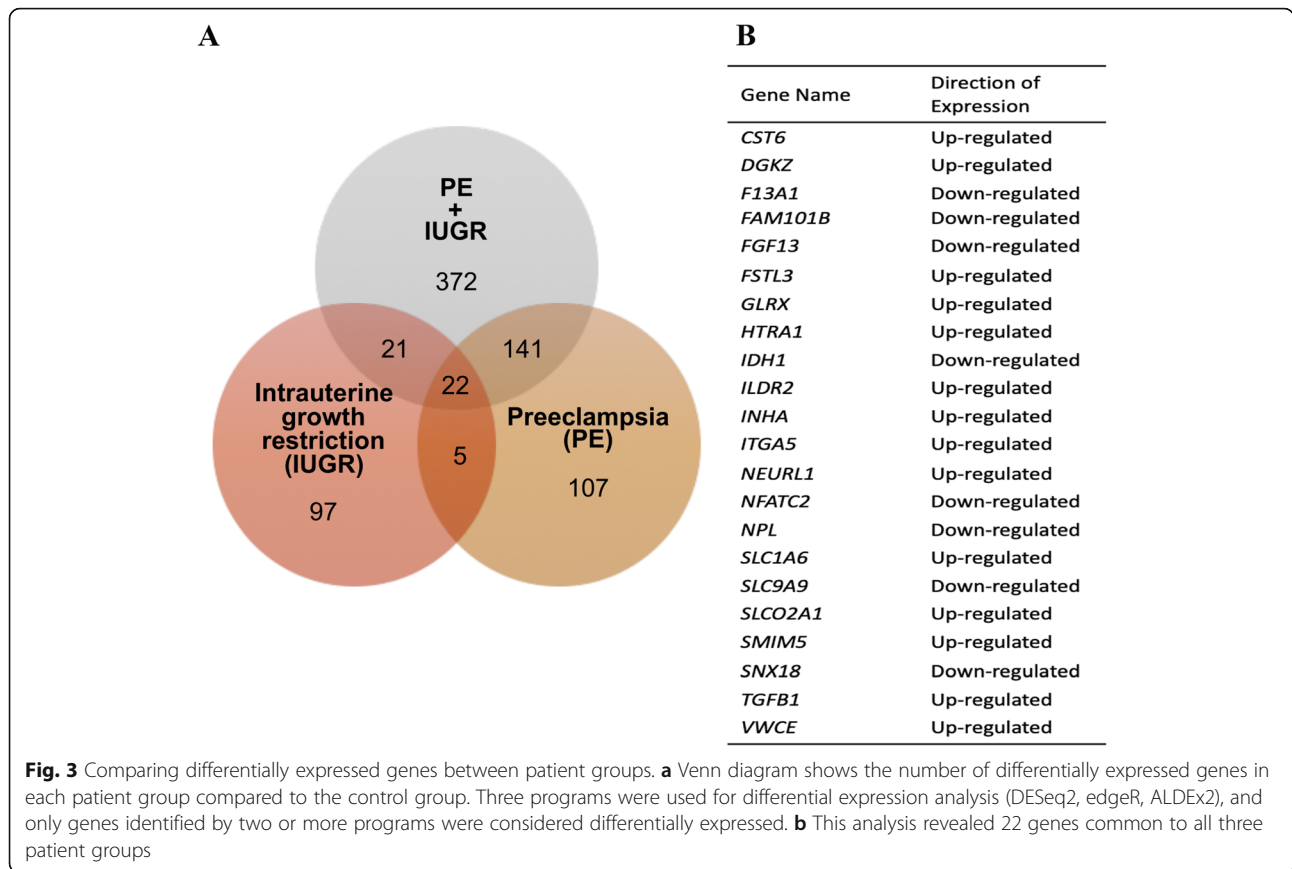 A
PE
+
IUGR
372
21
141
22
Intrauterine
growth
restriction
(IUGR)
Preeclampsia
(PE)
5
97
107
B
Gene Name Direction of
Expression
CST6 Up-regulated
DGKZ Up-regulated
F13A1 Down-regulated
FAM101B Down-regulated
FGF13 Down-regulated
FSTL3 Up-regulated
GLRX Up-regulated
HTRA1 Up-regulated
IDH1 Down-regulated
ILDR2 Up-regulated
INHA Up-regulated
ITGA5 Up-regulated
NEURL1 Up-regulated
NFATC2 Down-regulated
NPL Down-regulated
SLC1A6 Up-regulated
SLC9A9 Down-regulated
SLCO2A1 Up-regulated
SMIM5 Up-regulated
SNX18 Down-regulated
TGFB1 Up-regulated
VWCE Up-regulated
Fig. 3 Comparing differentially expressed genes between patient groups. a Venn diagram shows the number of differentially expressed genes in
each patient group compared to the control group. Three programs were used for differential expression analysis (DESeq2, edgeR, ALDEx2), and
only genes identified by two or more programs were considered differentially expressed. b This analysis revealed 22 genes common to all three
patient groups